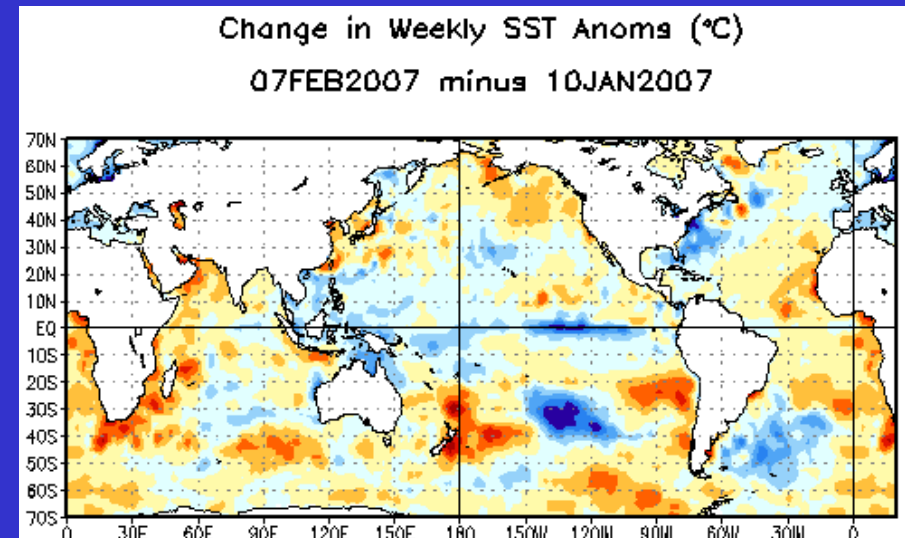 Change in Weekly SST Anoms (°C)
07FEB2007 minus 10JAN2007
70N
60N
50N
40N
30N
20N
10N
EQ
10S
20S
30S
40S
50S
60S
70S
0 30E 60E 90E 120E 150E 180 150W 120W 90W 60W 30W 0